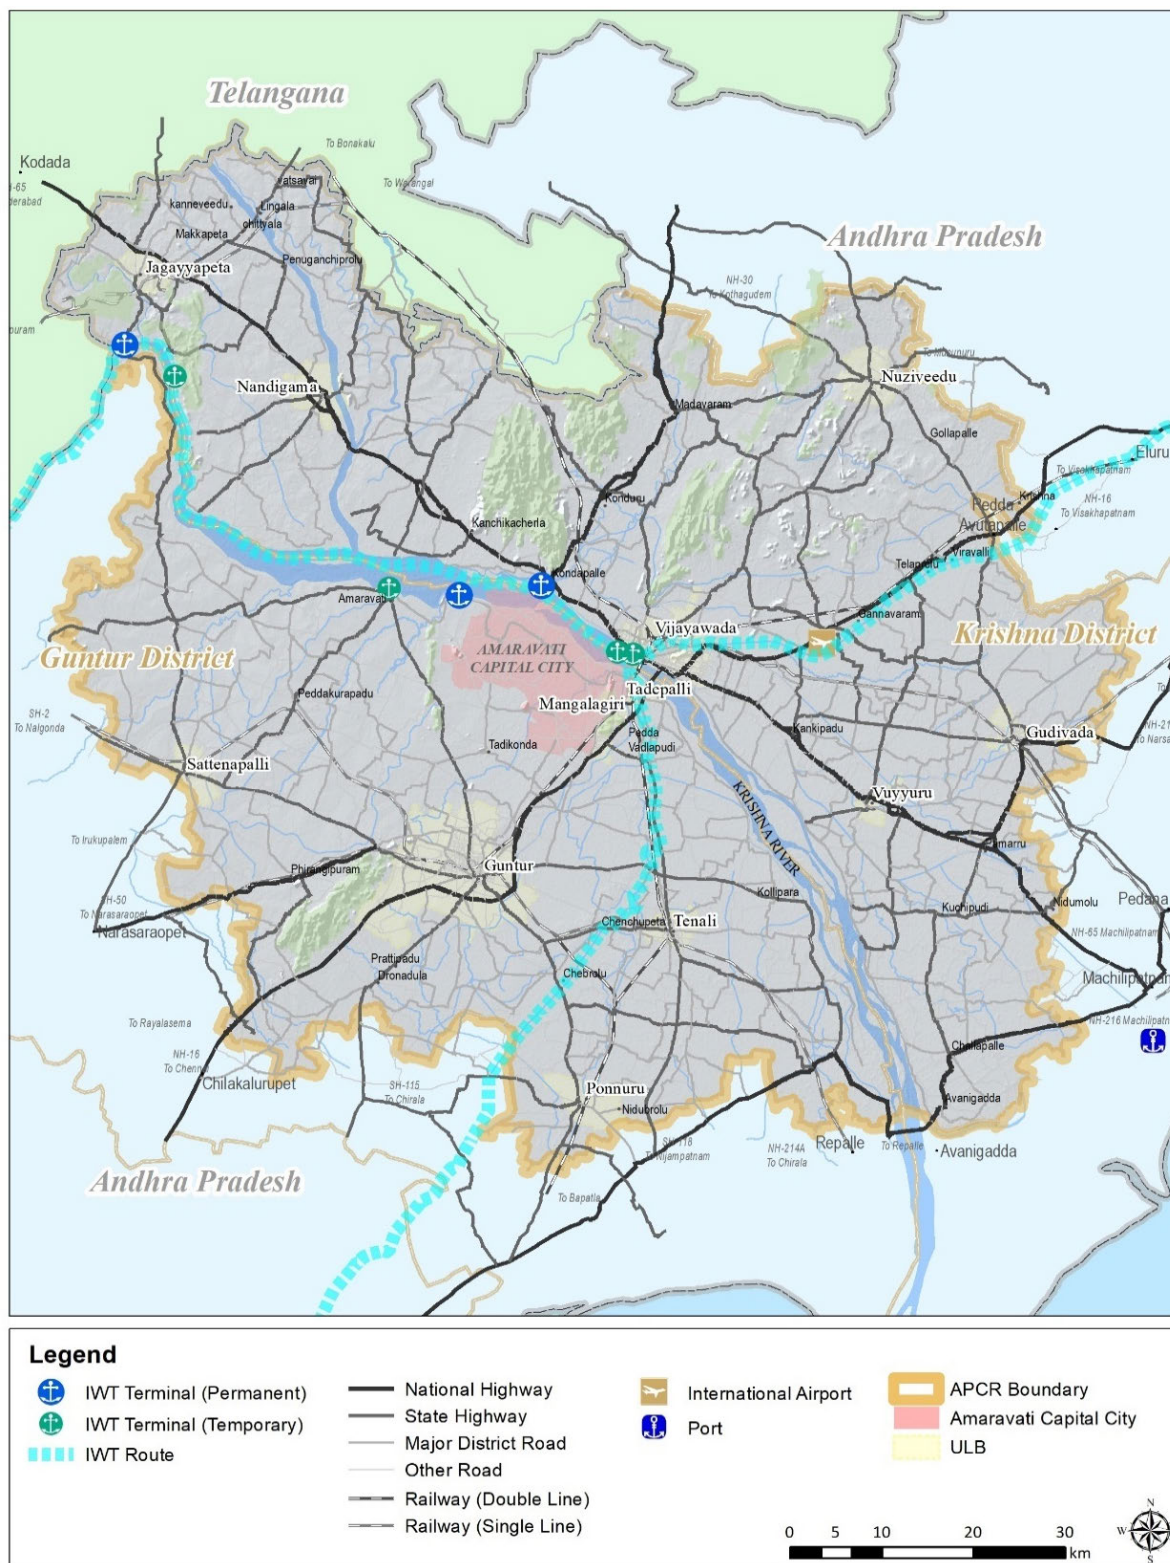 Telangana
To Bonakalu
Kodada
To Warangal
kanneveedu
Lingala
chittyala
Makkapeta
Andhra Pradesh
Penuganchiprolu
Jagayyapeta
NH-30
To Kothagudem
Nandigama
Nuziveedu
Madavaram
Gollapalle
Eluru
To Visakhapatnam
NH-16
To Visakhapatnam
Konduru
Krishna
Pedda
Avutapalle
Kanchikacherla
Viravalli
Telaprolu
Kondapalle
Amaravati
Gannavaram
Vijayawada
Krishna District
Guntur District
AMARAVATI
CAPITAL CITY
Tadepalli
Mangalagiri
Peddakurapadu
SH-2
To Nalgonda
Pedda
Vadlapudi
Kankipadu
Gudivada
Tadikonda
Sattenapalli
KRISHNA RIVER
Vuyyuru
To Irukupalem
Guntur
Phirangipuram
Kollipara
Kuchipudi
Nidumolu
Pedana
SH-50
To Narasaraopet
Narasaraopet
Chenchupeta
Tenali
NH-65 Machilipatnam
Prattipadu
Dronadula
Chebrolu
Machilipatnam
To Rayalasema
NH-216 Machilipatn
Challapalle
NH-16
To Chennai
Chilakalurupet
SH-115
To Chirala
Ponnuru
Nidubrolu
Avanigadda
NH-214A
To Chirala
Repalle
To Repalle
Avanigadda
Andhra Pradesh
To Bapatla
Legend
IWT Terminal (Permanent)
IWT Terminal (Temporary)
IWT Route
National Highway
State Highway
Major District Road
Other Road
Railway (Double Line)
Railway (Single Line)
International Airport
Port
APCR Boundary
Amaravati Capital City
ULB
N
W
S
0 5 10 20 30
km